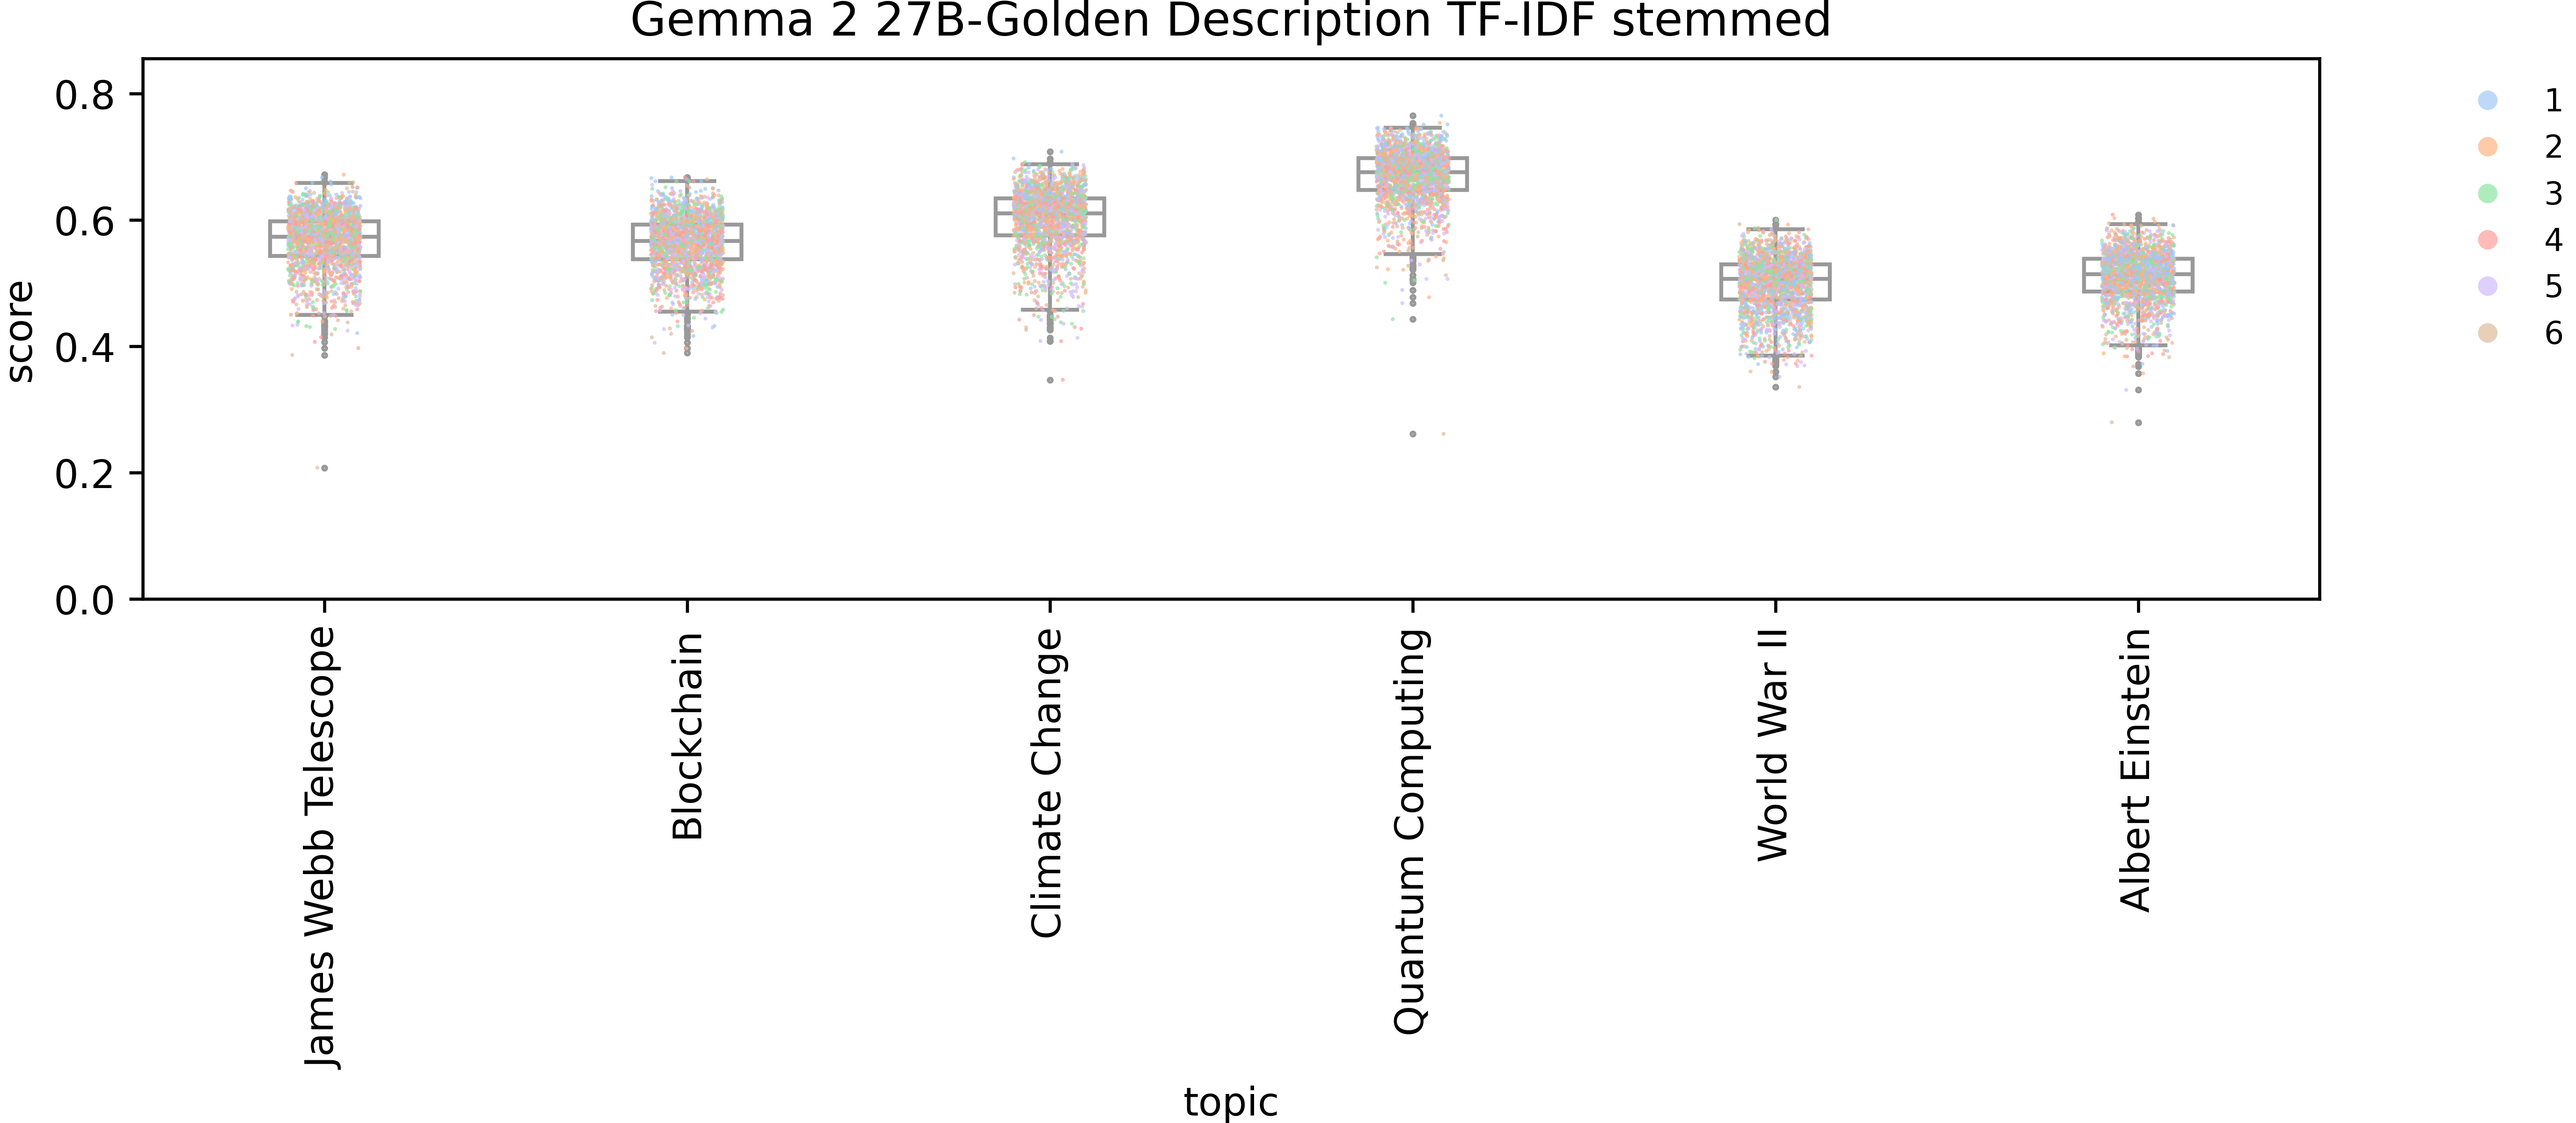 Gemma 2 27B-Golden Description TF-IDF stemmed
score
0.8
0.6
0.4
0.2
0.0
1
2
3
4
5
6
James Webb Telescope
Blockchain
Climate Change
Quantum Computing
World War II
Albert Einstein
topic